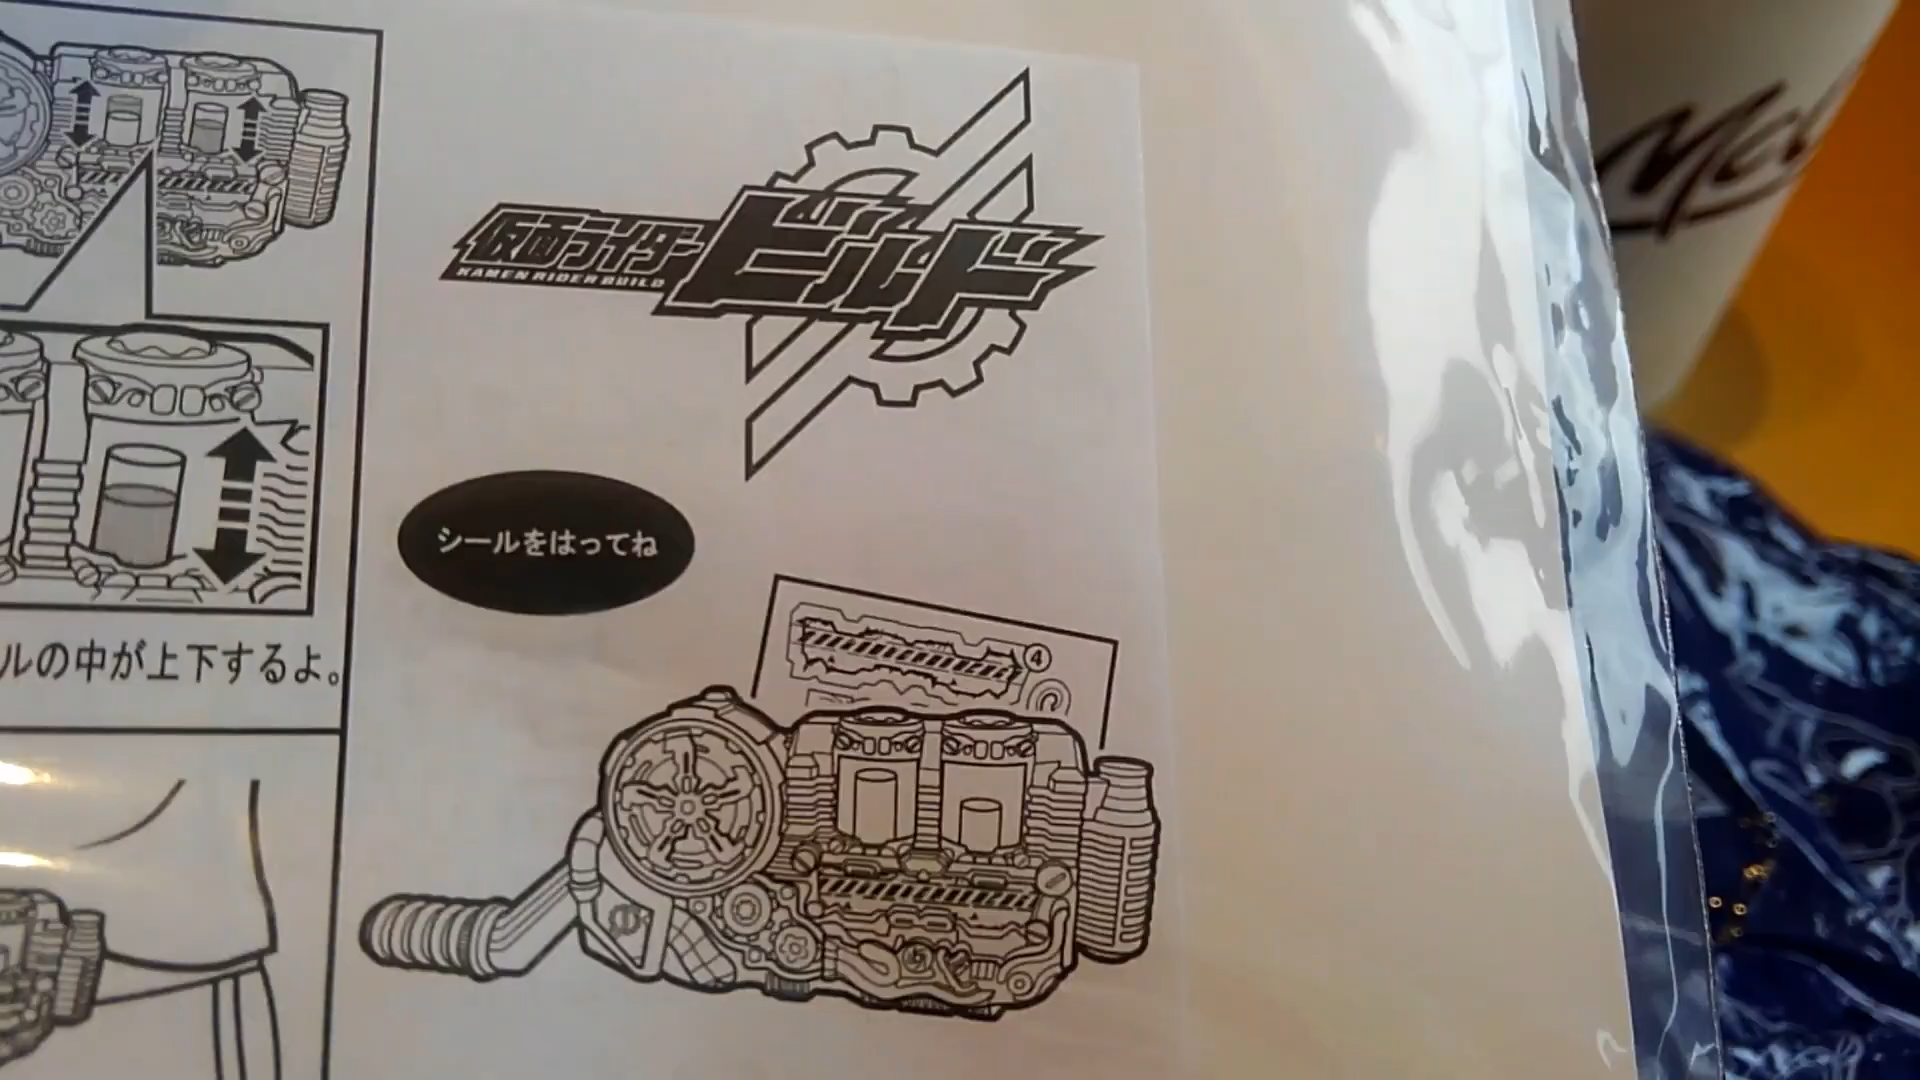 仮面ライダー
ビルド
KAMEN RIDER BUILD
シールをはってね
④
ルの中が上下するよ。